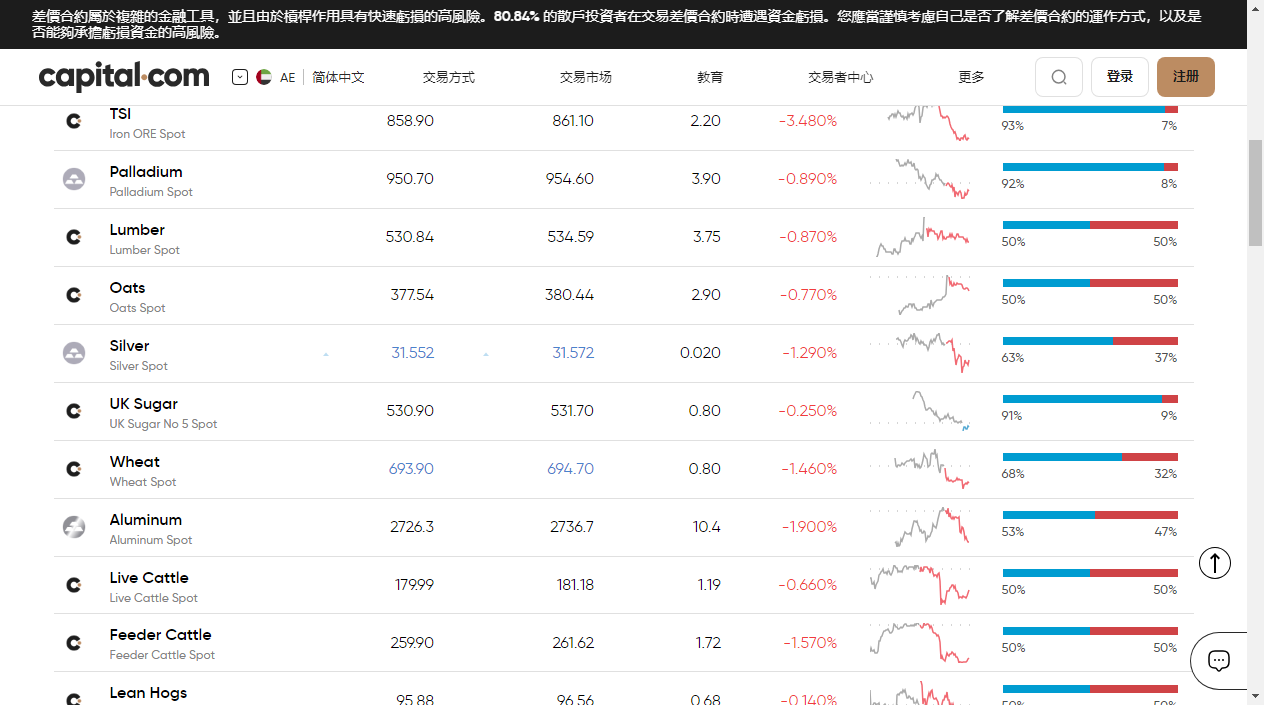 差價合約屬於複雜的金融工具，並且由於槓桿作用具有快速虧損的高風險。80.84% 的散戶投資者在交易差價合約時遭遇資金虧損。您應當謹慎考慮自己是否了解差價合約的運作方式，以及是
否能夠承擔虧損資金的高風險。
capital.com AE 简体中文 交易方式 交易市场 教育 交易者中心 更多 登录 注册
TSI 858.90 861.10 2.20 -3.480% 93% 7%
Iron ORE Spot
Palladium 950.70 954.60 3.90 -0.890% 92% 8%
Palladium Spot
Lumber 530.84 534.59 3.75 -0.870% 50% 50%
Lumber Spot
Oats 377.54 380.44 2.90 -0.770% 50% 50%
Oats Spot
Silver 31.552 31.572 0.020 -1.290% 63% 37%
Silver Spot
UK Sugar 530.90 531.70 0.80 -0.250% 91% 9%
UK Sugar No 5 Spot
Wheat 693.90 694.70 0.80 -1.460% 68% 32%
Wheat Spot
Aluminum 2726.3 2736.7 10.4 -1.900% 53% 47%
Aluminum Spot
Live Cattle 179.99 181.18 1.19 -0.660% 50% 50%
Live Cattle Spot
Feeder Cattle 259.90 261.62 1.72 -1.570% 50% 50%
Feeder Cattle Spot
Lean Hogs 95.88 96.56 0.68 -0.140% 50% 50%